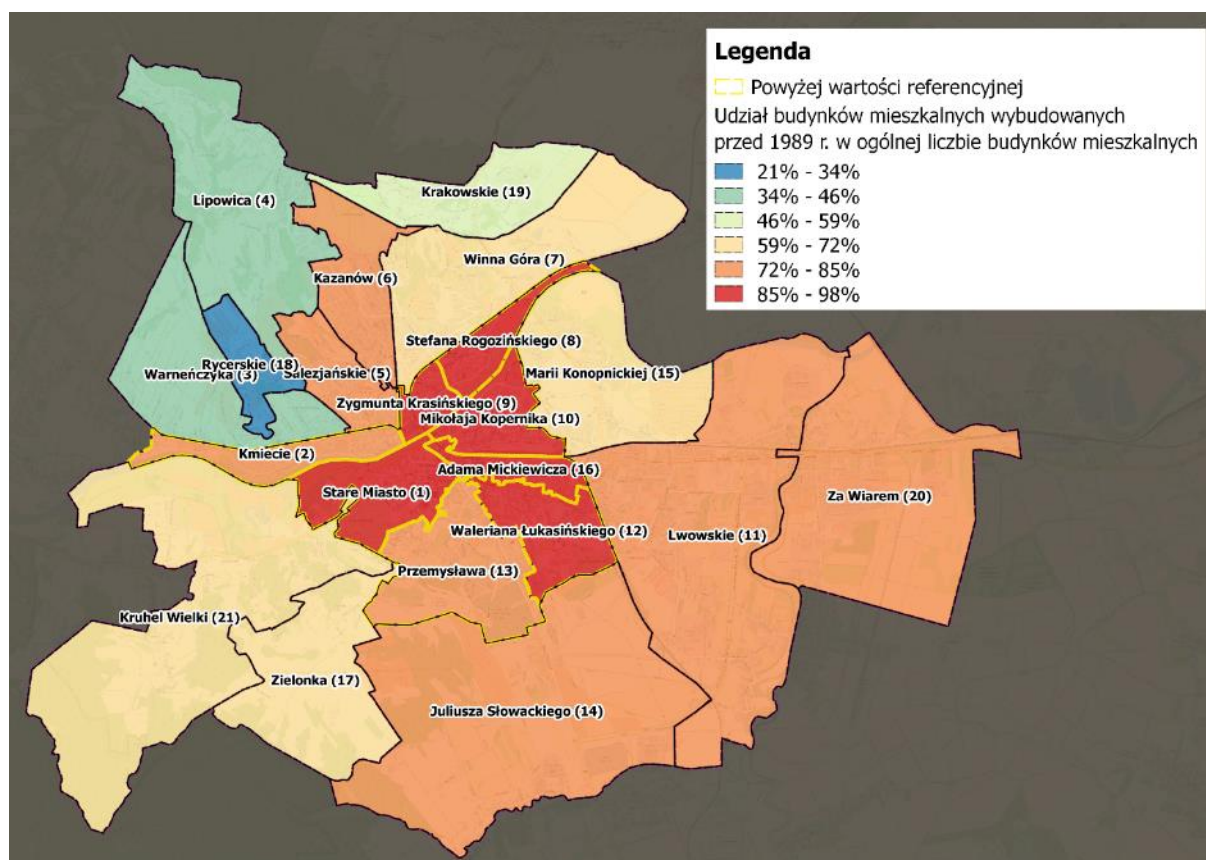 Legenda
Powyżej wartości referencyjnej
Udział budynków mieszkalnych wybudowanych
przed 1989 r. w ogólnej liczbie budynków mieszkalnych
21% - 34%
34% - 46%
46% - 59%
59% - 72%
72% - 85%
85% - 98%
Lipowica (4)
Krakowskie (19)
Winna Góra (7)
Kazanów (6)
Stefana Rogozińskiego (8)
Rycerskie (18)
Warneńczyka (3)
Salezjańskie (5)
Marii Konopnickiej (15)
Zygmunta Krasińskiego (9)
Mikołaja Kopernika (10)
Kmiecie (2)
Adama Mickiewicza (16)
Stare Miasto (1)
Za Wiarem (20)
Waleriana Łukasińskiego (12)
Lwowskie (11)
Przemysława (13)
Kruhel Wielki (21)
Zielonka (17)
Juliusza Słowackiego (14)